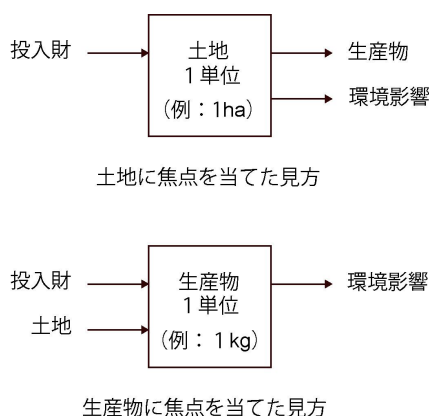 投入財
土地
1単位
(例：1ha)
生産物
環境影響
土地に焦点を当てた見方
投入財
土地
生産物
1単位
(例：1kg)
環境影響
生産物に焦点を当てた見方